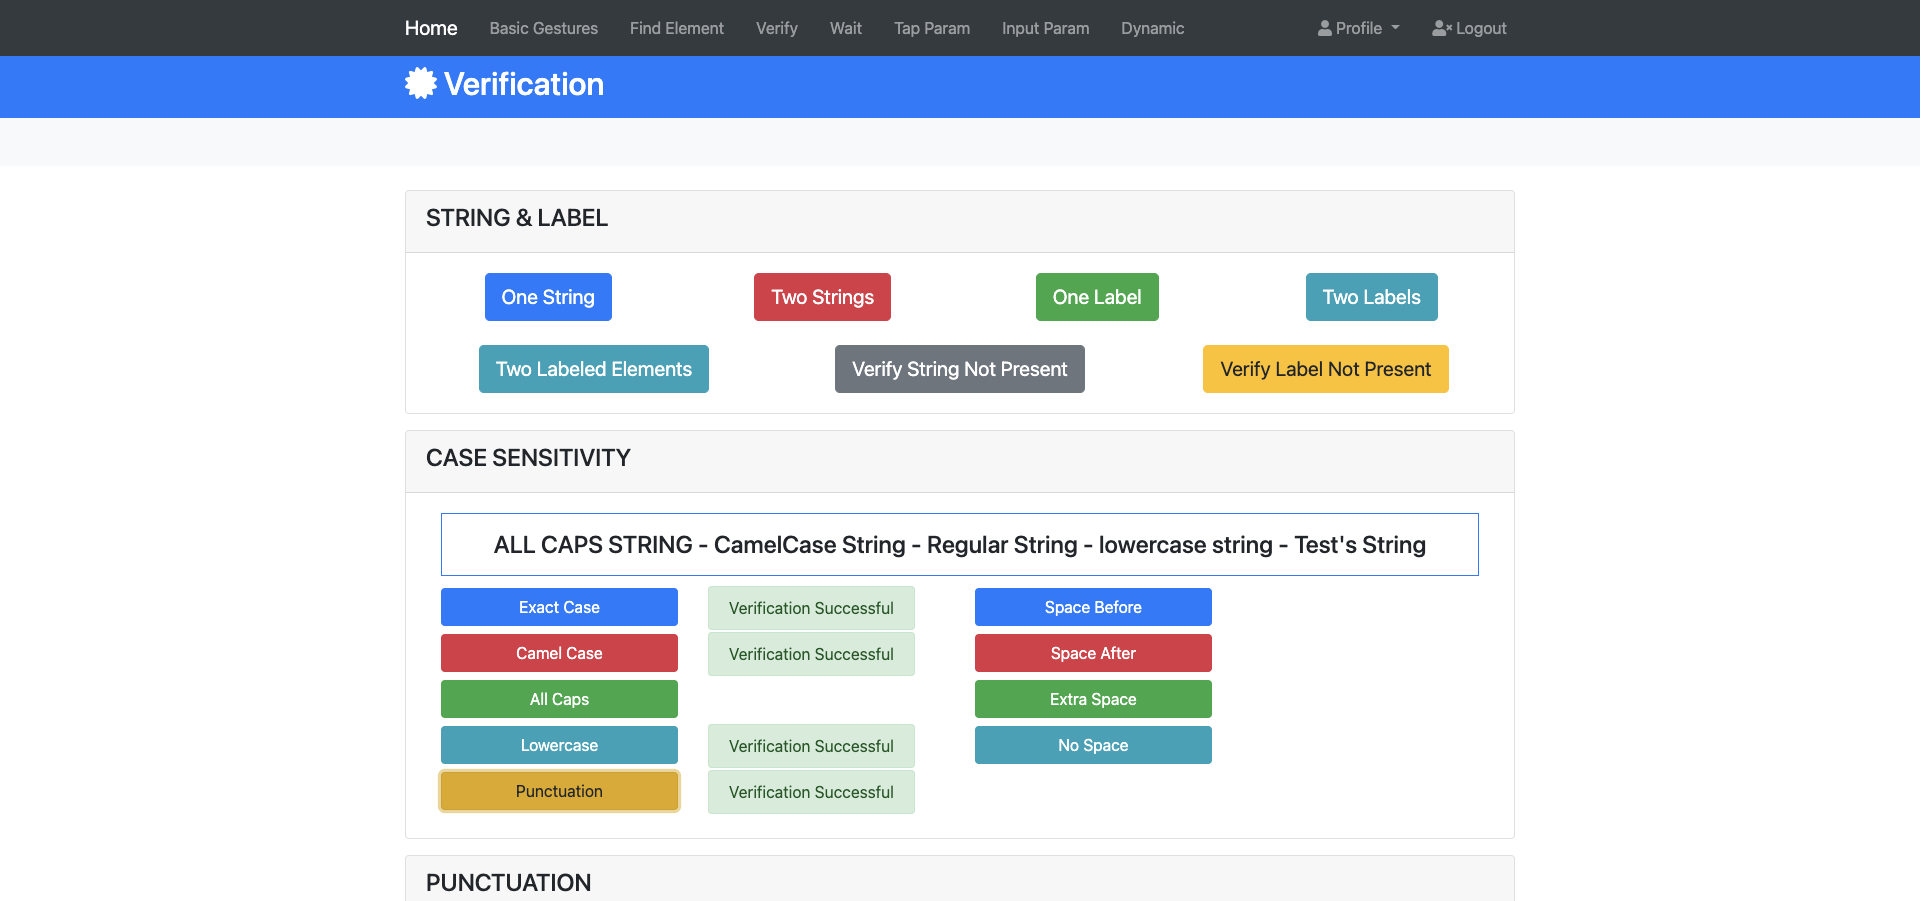 Home Basic Gestures Find Element Verify Wait Tap Param Input Param Dynamic Profile Logout
Verification
STRING & LABEL
One String Two Strings One Label Two Labels
Two Labeled Elements Verify String Not Present Verify Label Not Present
CASE SENSITIVITY
ALL CAPS STRING - CamelCase String - Regular String - lowercase string - Test's String
Exact Case Verification Successful Space Before
Camel Case Verification Successful Space After
All Caps Extra Space
Lowercase Verification Successful No Space
Punctuation Verification Successful
PUNCTUATION